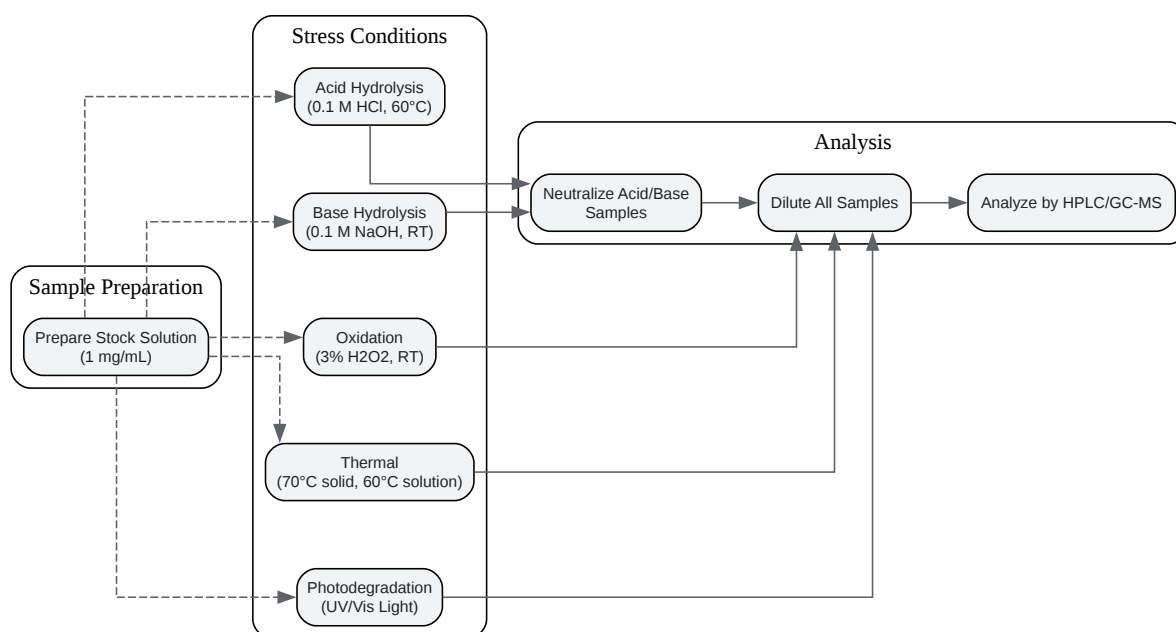 Sample Preparation
Prepare Stock Solution
(1 mg/mL)
Stress Conditions
Acid Hydrolysis
(0.1 M HCl, 60°C)
Base Hydrolysis
(0.1 M NaOH, RT)
Oxidation
(3% H2O2, RT)
Thermal
(70°C solid, 60°C solution)
Photodegradation
(UV/Vis Light)
Analysis
Neutralize Acid/Base
Samples
Dilute All Samples
Analyze by HPLC/GC-MS